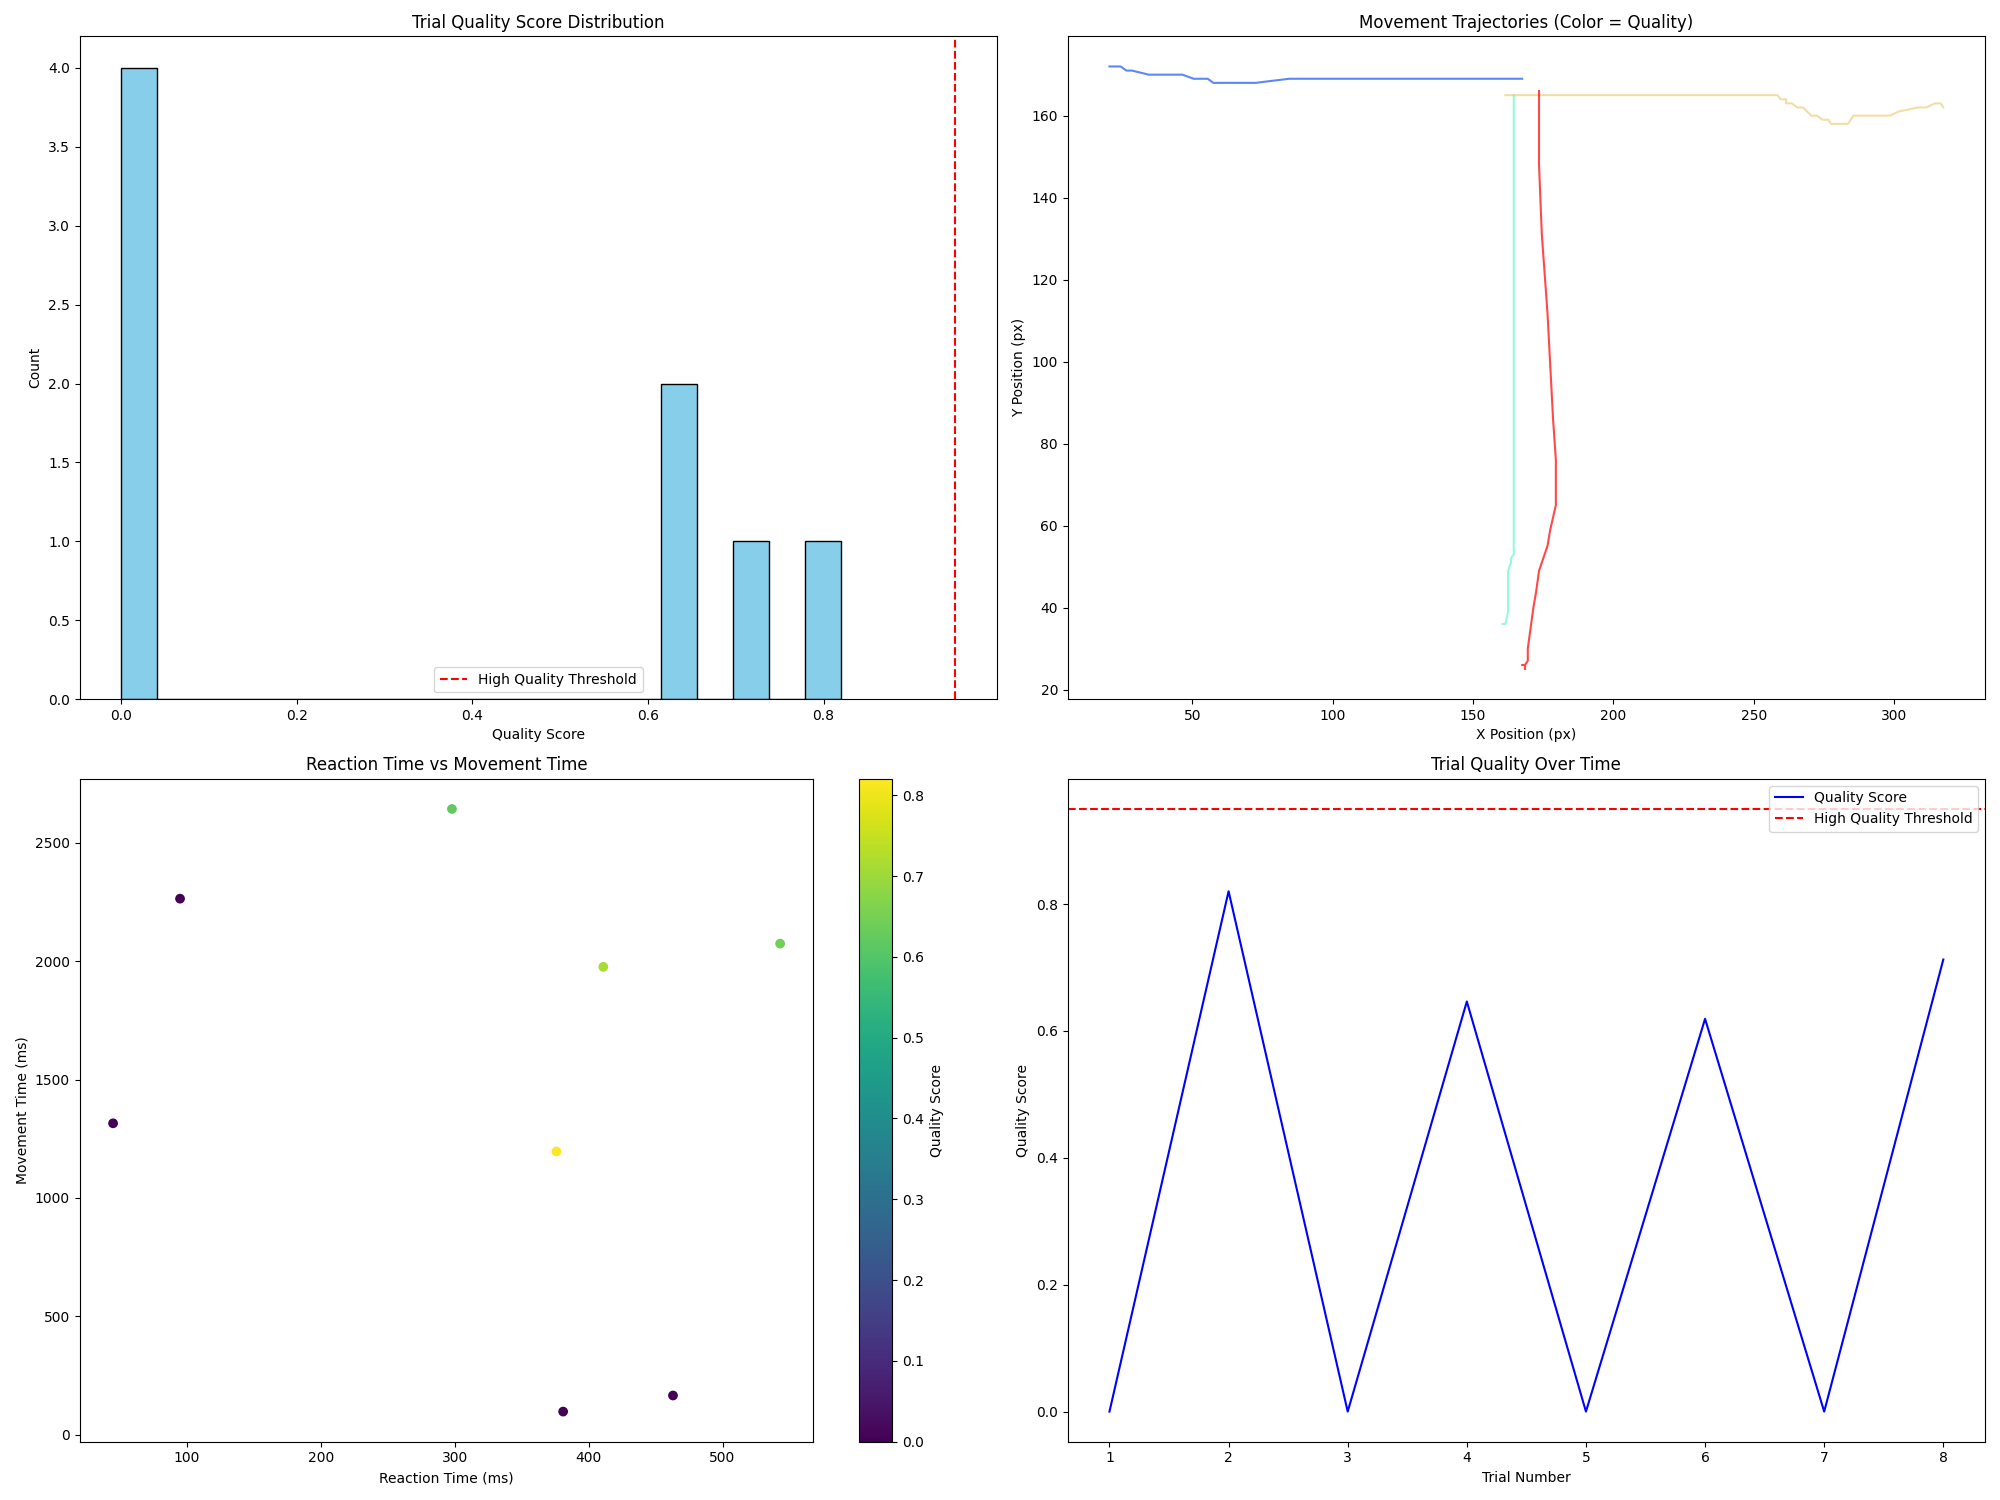 Trial Quality Score Distribution
4.0
3.5
3.0
2.5
2.0
1.5
1.0
0.5
0.0
Count
0.0 0.2 0.4 0.6 0.8
Quality Score
High Quality Threshold
Movement Trajectories (Color = Quality)
160
140
120
100
80
60
40
20
Y Position (px)
50 100 150 200 250 300
X Position (px)
Reaction Time vs Movement Time
2500
2000
1500
1000
500
0
Movement Time (ms)
100 200 300 400 500
Reaction Time (ms)
0.8
0.7
0.6
0.5
0.4
0.3
0.2
0.1
0.0
Quality Score
Trial Quality Over Time
Quality Score
High Quality Threshold
0.8
0.6
0.4
0.2
0.0
Quality Score
1 2 3 4 5 6 7 8
Trial Number